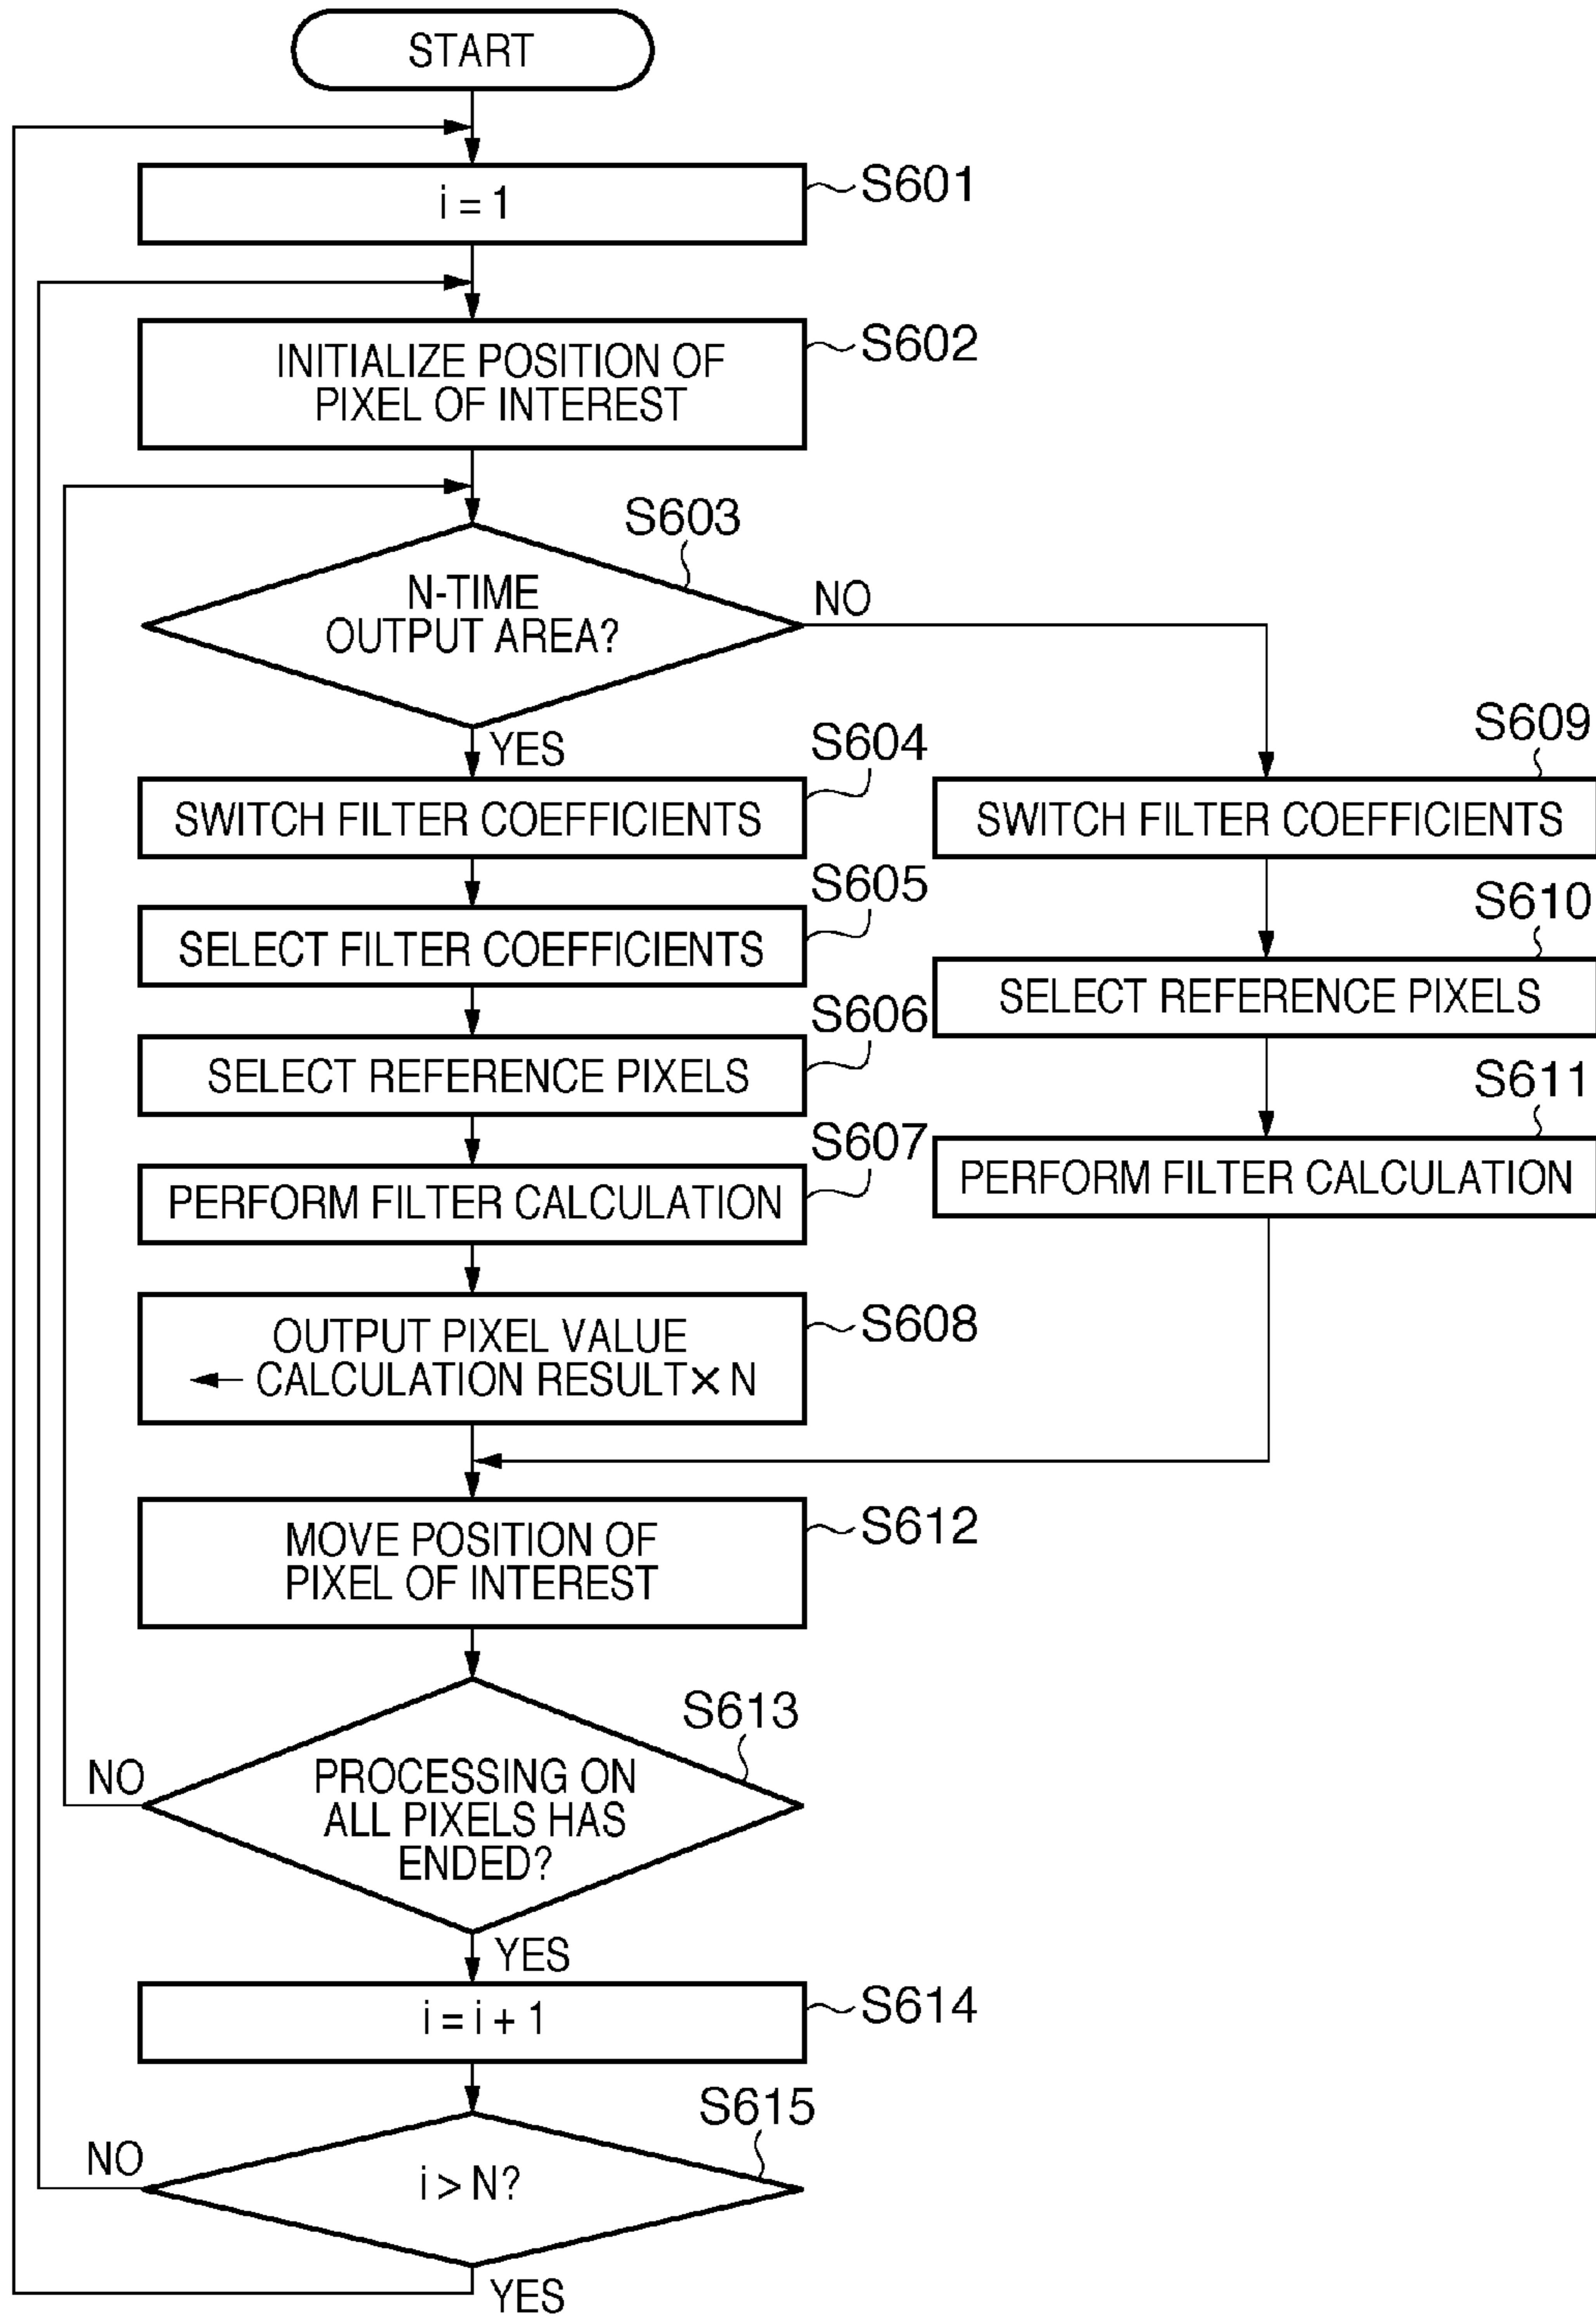 START
i = 1
S601
INITIALIZE POSITION OF
PIXEL OF INTEREST
S602
S603
N-TIME
OUTPUT AREA?
NO
YES
S604
SWITCH FILTER COEFFICIENTS
S605
SELECT FILTER COEFFICIENTS
S606
SELECT REFERENCE PIXELS
S607
PERFORM FILTER CALCULATION
OUTPUT PIXEL VALUE
← CALCULATION RESULT × N
S608
S609
SWITCH FILTER COEFFICIENTS
S610
SELECT REFERENCE PIXELS
S611
PERFORM FILTER CALCULATION
MOVE POSITION OF
PIXEL OF INTEREST
S612
S613
PROCESSING ON
ALL PIXELS HAS
ENDED?
NO
YES
i = i + 1
S614
S615
i > N?
NO
YES